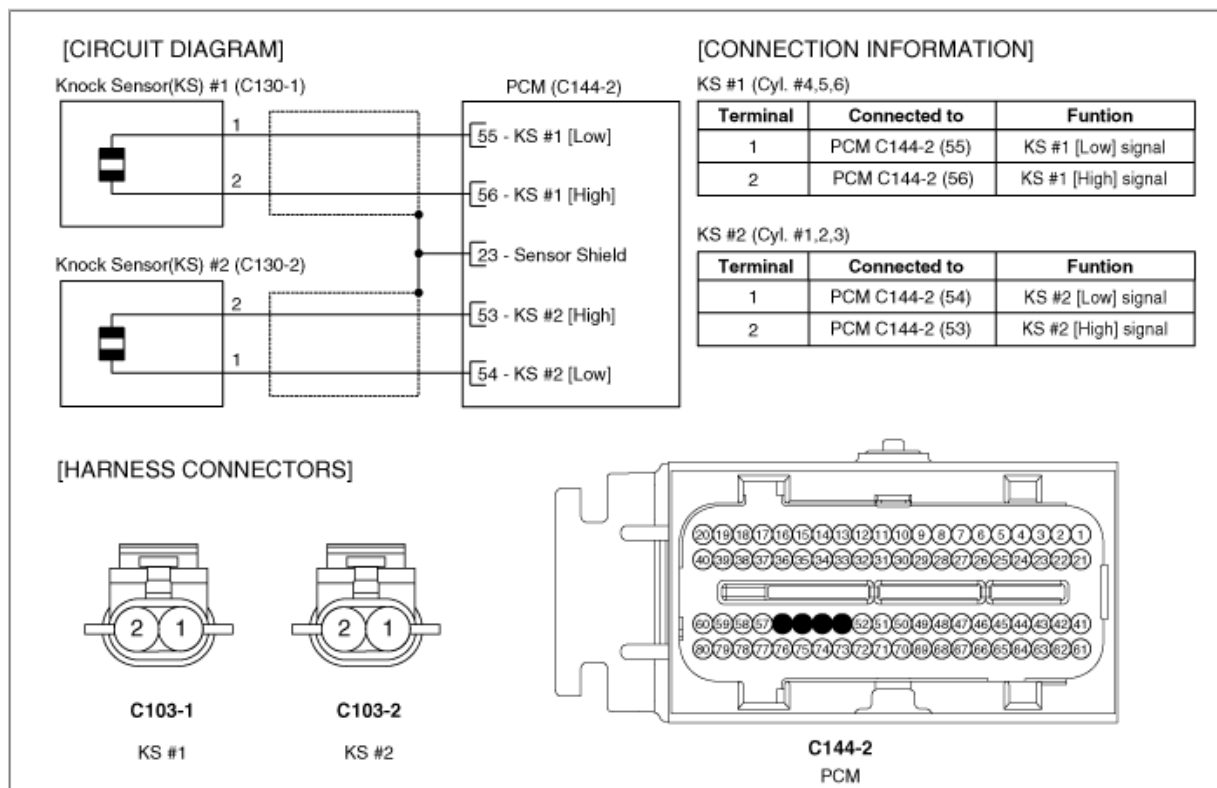 [CIRCUIT DIAGRAM]
Knock Sensor(KS) #1 (C130-1)
PCM (C144-2)
1
55 - KS #1 [Low]
2
56 - KS #1 [High]
23 - Sensor Shield
Knock Sensor(KS) #2 (C130-2)
2
53 - KS #2 [High]
1
54 - KS #2 [Low]
[CONNECTION INFORMATION]
KS #1 (Cyl. #4,5,6)
Terminal Connected to Funtion
1 PCM C144-2 (55) KS #1 [Low] signal
2 PCM C144-2 (56) KS #1 [High] signal
KS #2 (Cyl. #1,2,3)
Terminal Connected to Funtion
1 PCM C144-2 (54) KS #2 [Low] signal
2 PCM C144-2 (53) KS #2 [High] signal
[HARNESS CONNECTORS]
2 1
C103-1
KS #1
2 1
C103-2
KS #2
20 19 18 17 16 15 14 13 12 11 10 9 8 7 6 5 4 3 2 1
40 39 38 37 36 35 34 33 32 31 30 29 28 27 26 25 24 23 22 21
60 59 58 57 52 51 50 49 48 47 46 45 44 43 42 41
80 79 78 77 76 75 74 73 72 71 70 69 68 67 66 65 64 63 62 61
C144-2
PCM